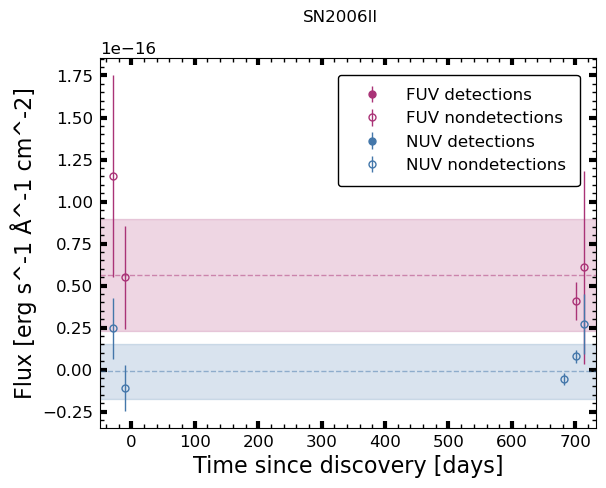 SN2006Il
1e−16
1.75
1.50
1.25
1.00
0.75
0.50
0.25
0.00
−0.25
Flux [erg s^-1 Å^-1 cm^-2]
FUV detections
FUV nondetections
NUV detections
NUV nondetections
0 100 200 300 400 500 600 700
Time since discovery [days]